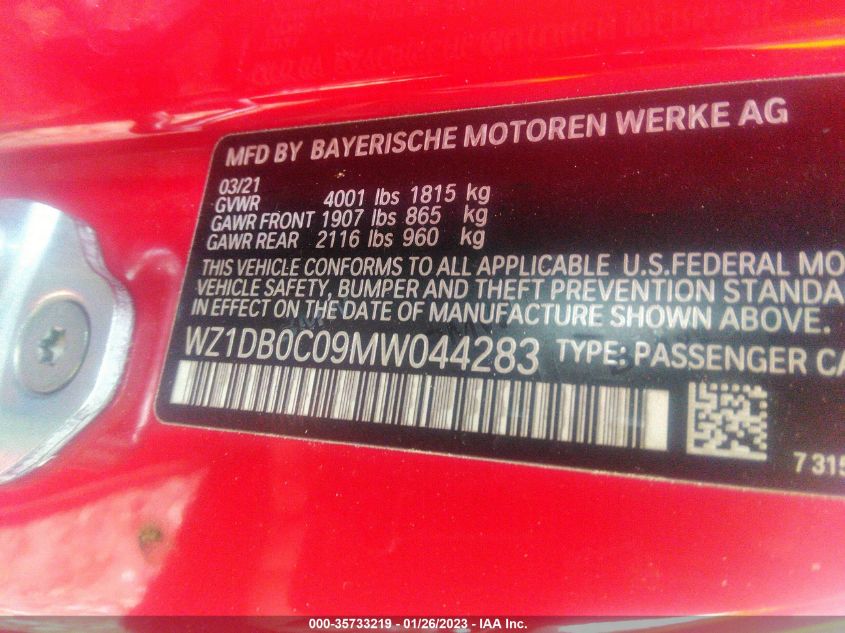 MFD BY BAYERISCHE MOTOREN WERKE AG
03/21
GVWR 4001 lbs 1815 kg
GAWR FRONT 1907 lbs 865 kg
GAWR REAR 2116 lbs 960 kg
THIS VEHICLE CONFORMS TO ALL APPLICABLE U.S.FEDERAL MO
VEHICLE SAFETY, BUMPER AND THEFT PREVENTION STANDA
IN EFFECT ON THE DATE OF MANUFACTURE SHOWN ABOVE.
WZ1DB0C09MW044283 TYPE: PASSENGER CA
7 315
000-35733219 - 01/26/2023 - IAA Inc.